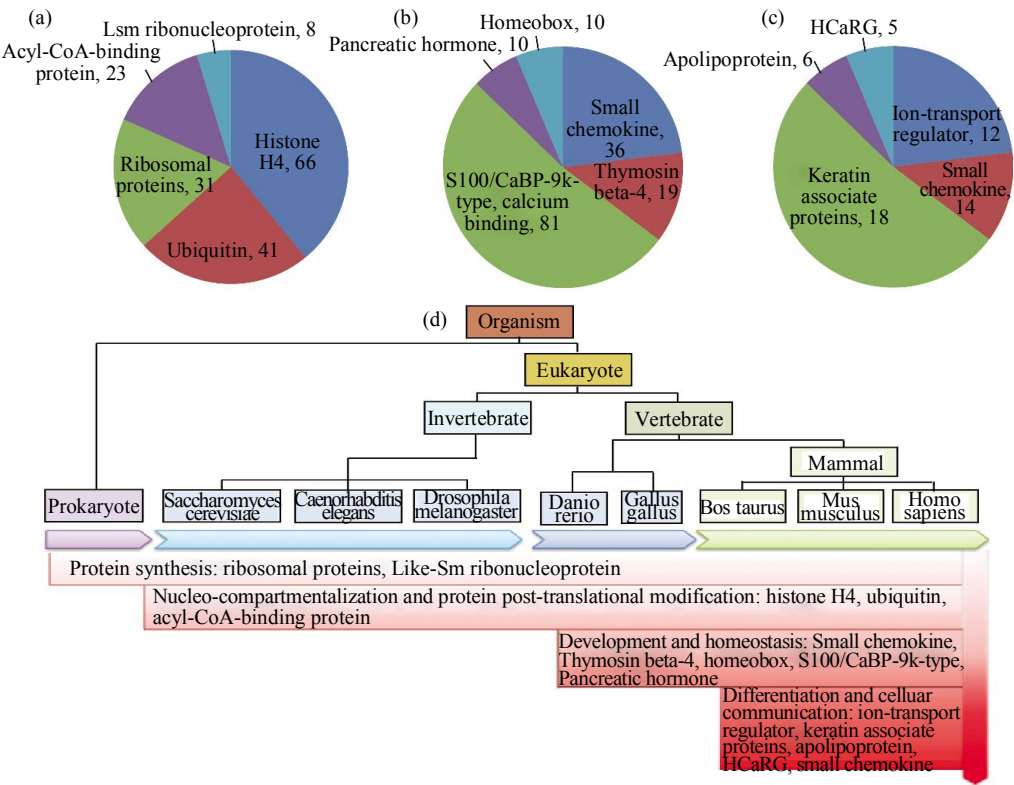 (a)
Lsm ribonucleoprotein, 8
Acyl-CoA-binding
protein, 23
Histone
H4, 66
Ribosomal
proteins, 31
Ubiquitin, 41
(b)
Homeobox, 10
Pancreatic hormone, 10
Small
chemokine,
36
Thymosin
beta-4, 19
S100/CaBP-9k-
type, calcium
binding, 81
(c)
HCaRG, 5
Apolipoprotein, 6
Ion-transport
regulator, 12
Small
chemokine,
14
Keratin
associate
proteins, 18
(d)
Organism
Eukaryote
Invertebrate
Vertebrate
Mammal
Prokaryote
Saccharomyces
cerevisiae
Caenorhabditis
elegans
Drosophila
melanogaster
Danio
rerio
Gallus
gallus
Bos taurus
Mus
musculus
Homo
sapiens
Protein synthesis: ribosomal proteins, Like-Sm ribonucleoprotein
Nucleo-compartmentalization and protein post-translational modification: histone H4, ubiquitin,
acyl-CoA-binding protein
Development and homeostasis: Small chemokine,
Thymosin beta-4, homeobox, S100/CaBP-9k-type,
Pancreatic hormone
Differentiation and celluar
communication: ion-transport
regulator, keratin associate
proteins, apolipoprotein,
HCaRG, small chemokine